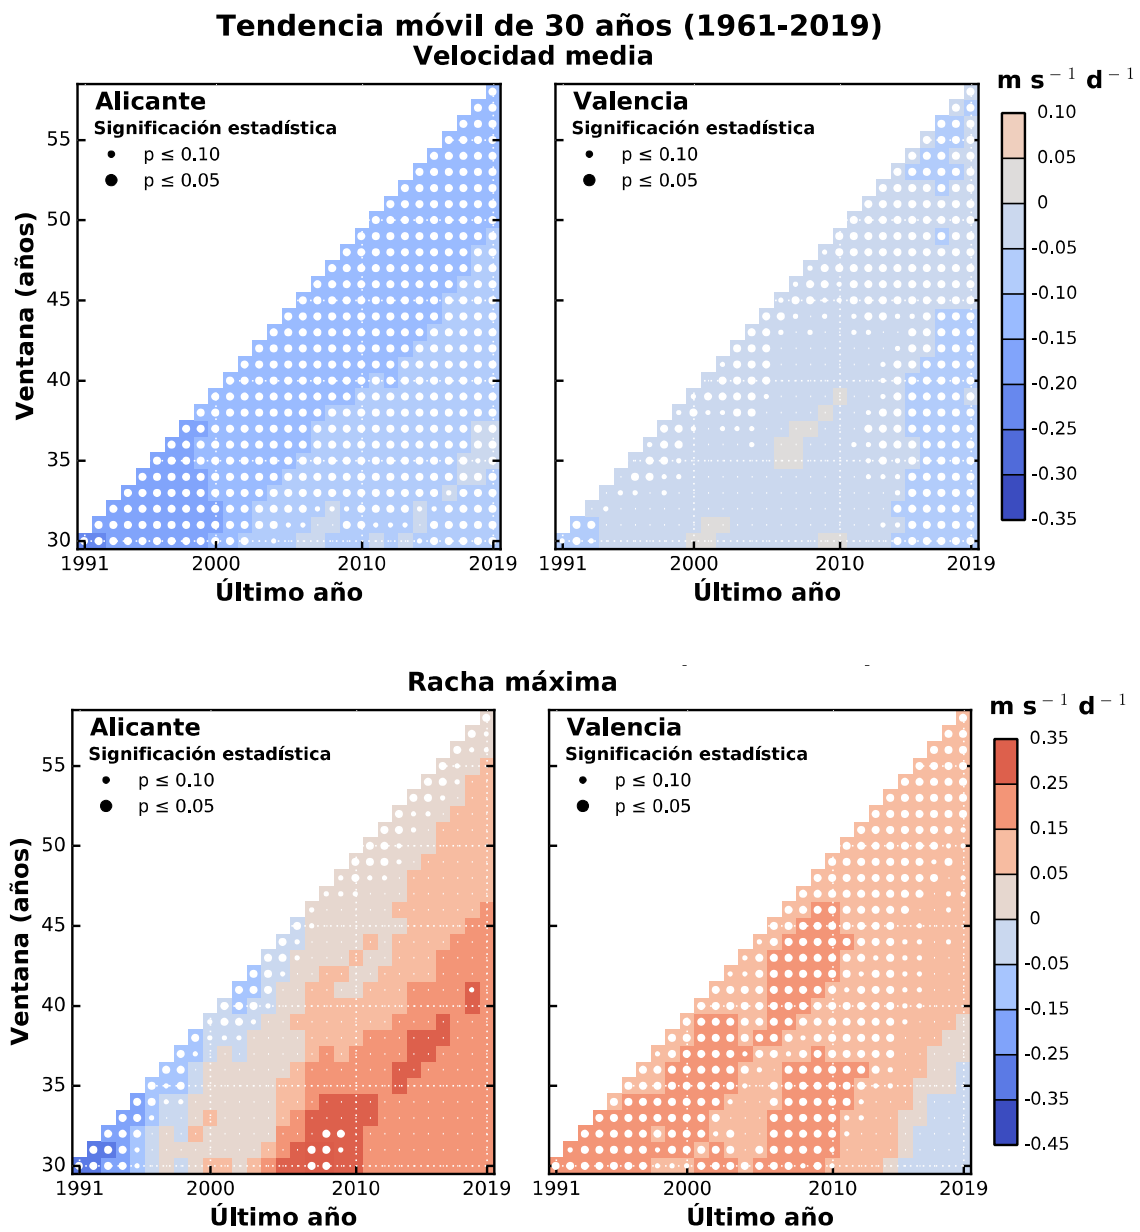 Tendencia móvil de 30 años (1961-2019)
Velocidad media
m s⁻¹ d⁻¹
Alicante
Significación estadística
p ≤ 0.10
p ≤ 0.05
Valencia
Significación estadística
p ≤ 0.10
p ≤ 0.05
Ventana (años)
55
50
45
40
35
30
1991 2000 2010 2019
1991 2000 2010 2019
Último año
Último año
0.10
0.05
0
-0.05
-0.10
-0.15
-0.20
-0.25
-0.30
-0.35
Racha máxima
m s⁻¹ d⁻¹
Alicante
Significación estadística
p ≤ 0.10
p ≤ 0.05
Valencia
Significación estadística
p ≤ 0.10
p ≤ 0.05
Ventana (años)
55
50
45
40
35
30
1991 2000 2010 2019
1991 2000 2010 2019
Último año
Último año
0.35
0.25
0.15
0.05
0
-0.05
-0.15
-0.25
-0.35
-0.45